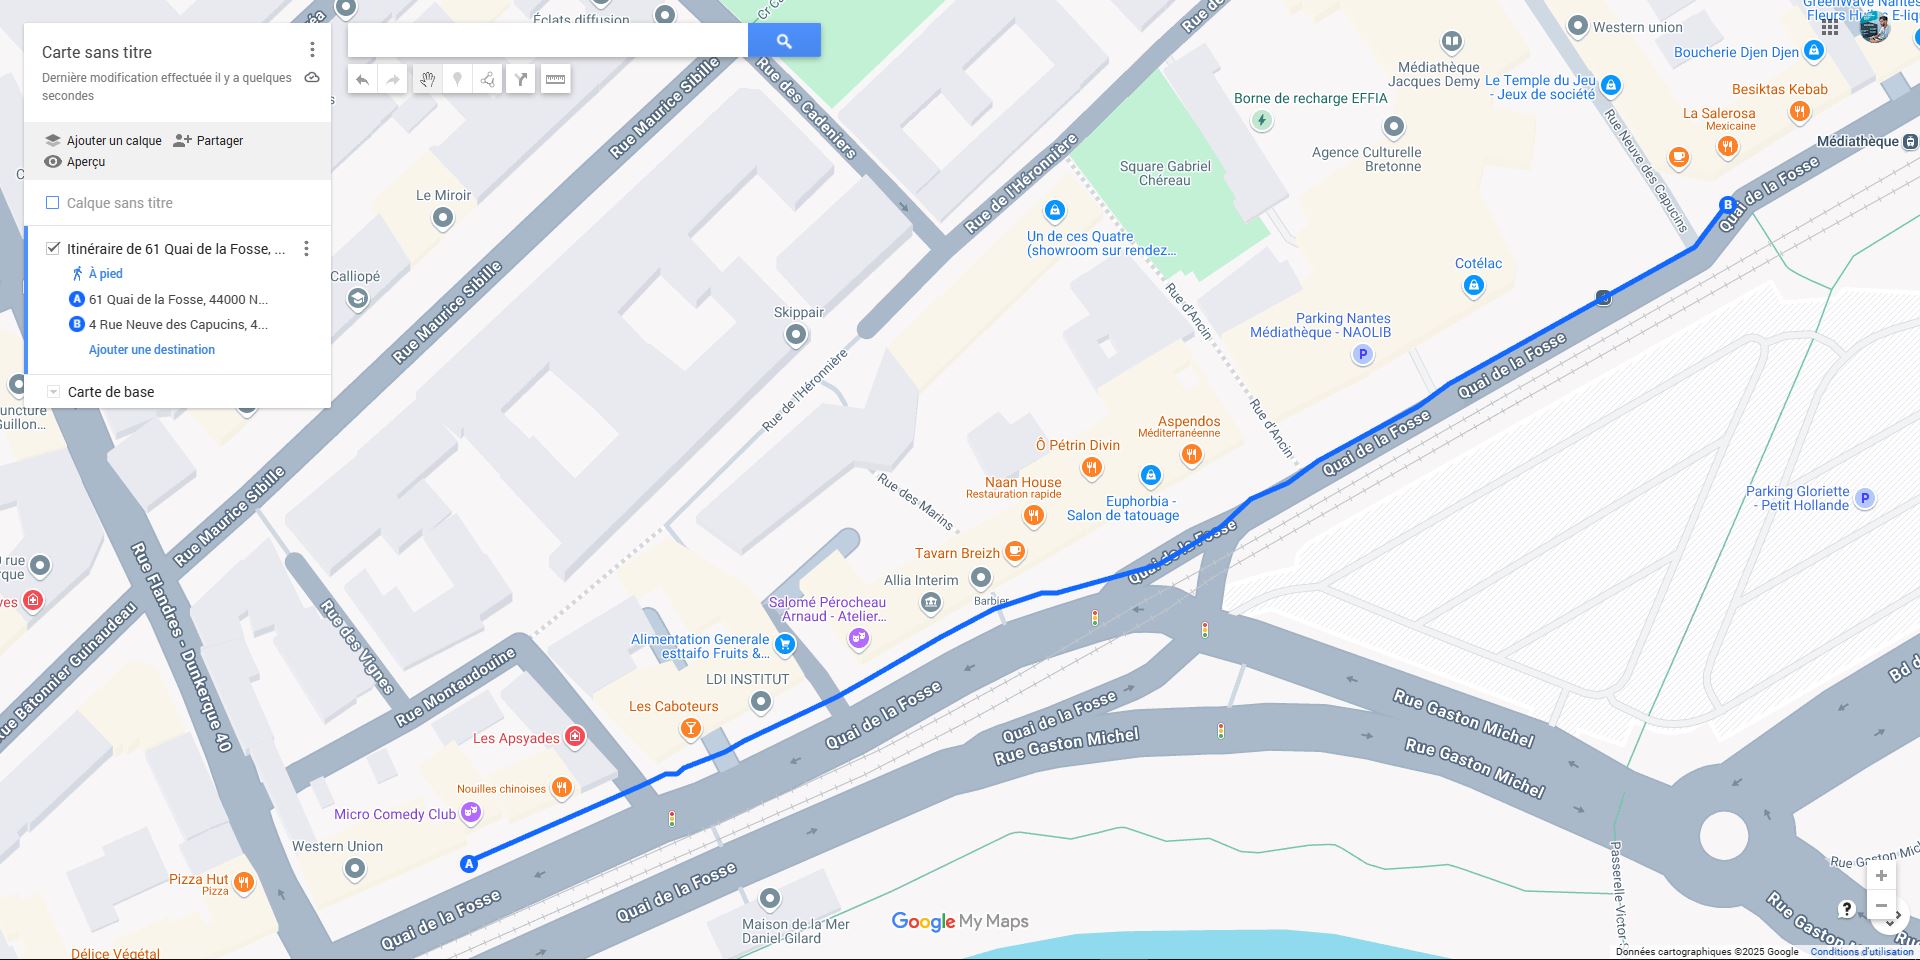 Carte sans titre
Dernière modification effectuée il y a quelques
secondes
Ajouter un calque
Partager
Aperçu
Calque sans titre
Itinéraire de 61 Quai de la Fosse, ...
À pied
A
61 Quai de la Fosse, 44000 N...
B
4 Rue Neuve des Capucins, 4...
Ajouter une destination
Carte de base
Éclats diffusion
Rue des Cadeniers
Rue Maurice Sibille
Rue Maurice Sibille
Rue Maurice Sibille
Le Miroir
Calliopé
Skippair
Rue de l'Héronnière
Rue de l'Héronnière
Western union
Boucherie Djen Djen
Médiathèque
Jacques Demy
Le Temple du Jeu
- Jeux de société
Besiktas Kebab
La Salerosa
Mexicaine
Médiathèque
Borne de recharge EFFIA
Agence Culturelle
Bretonne
Square Gabriel
Chéreau
Rue Neuve des Capucins
Quai de la Fosse
B
Un de ces Quatre
(showroom sur rendez...
Cotélac
Rue d'Ancin
Parking Nantes
Médiathèque - NAOLIB
P
Quai de la Fosse
Rue d'Ancin
Quai de la Fosse
Aspendos
Méditerranéenne
Ô Pétrin Divin
Naan House
Restauration rapide
Euphorbia -
Salon de tatouage
Rue des Marins
Parking Gloriette
- Petit Hollande
P
Quai de la Fosse
Tavarn Breizh
Allia Interim
Barbier
Salomé Pérocheau
Arnaud - Atelier...
Alimentation Generale
esttaifo Fruits &...
LDI INSTITUT
Les Caboteurs
Rue Flandres - Dunkerque 40
Rue des Vignes
Rue Montaudouine
Les Apsyades
Nouilles chinoises
Micro Comedy Club
Western Union
A
Pizza Hut
Pizza
Quai de la Fosse
Quai de la Fosse
Rue Gaston Michel
Rue Gaston Michel
Rue Gaston Michel
Quai de la Fosse
Quai de la Fosse
Maison de la Mer
Daniel Gilard
Délice Végétal
Google My Maps
Données cartographiques ©2025 Google
Conditions d'utilisation